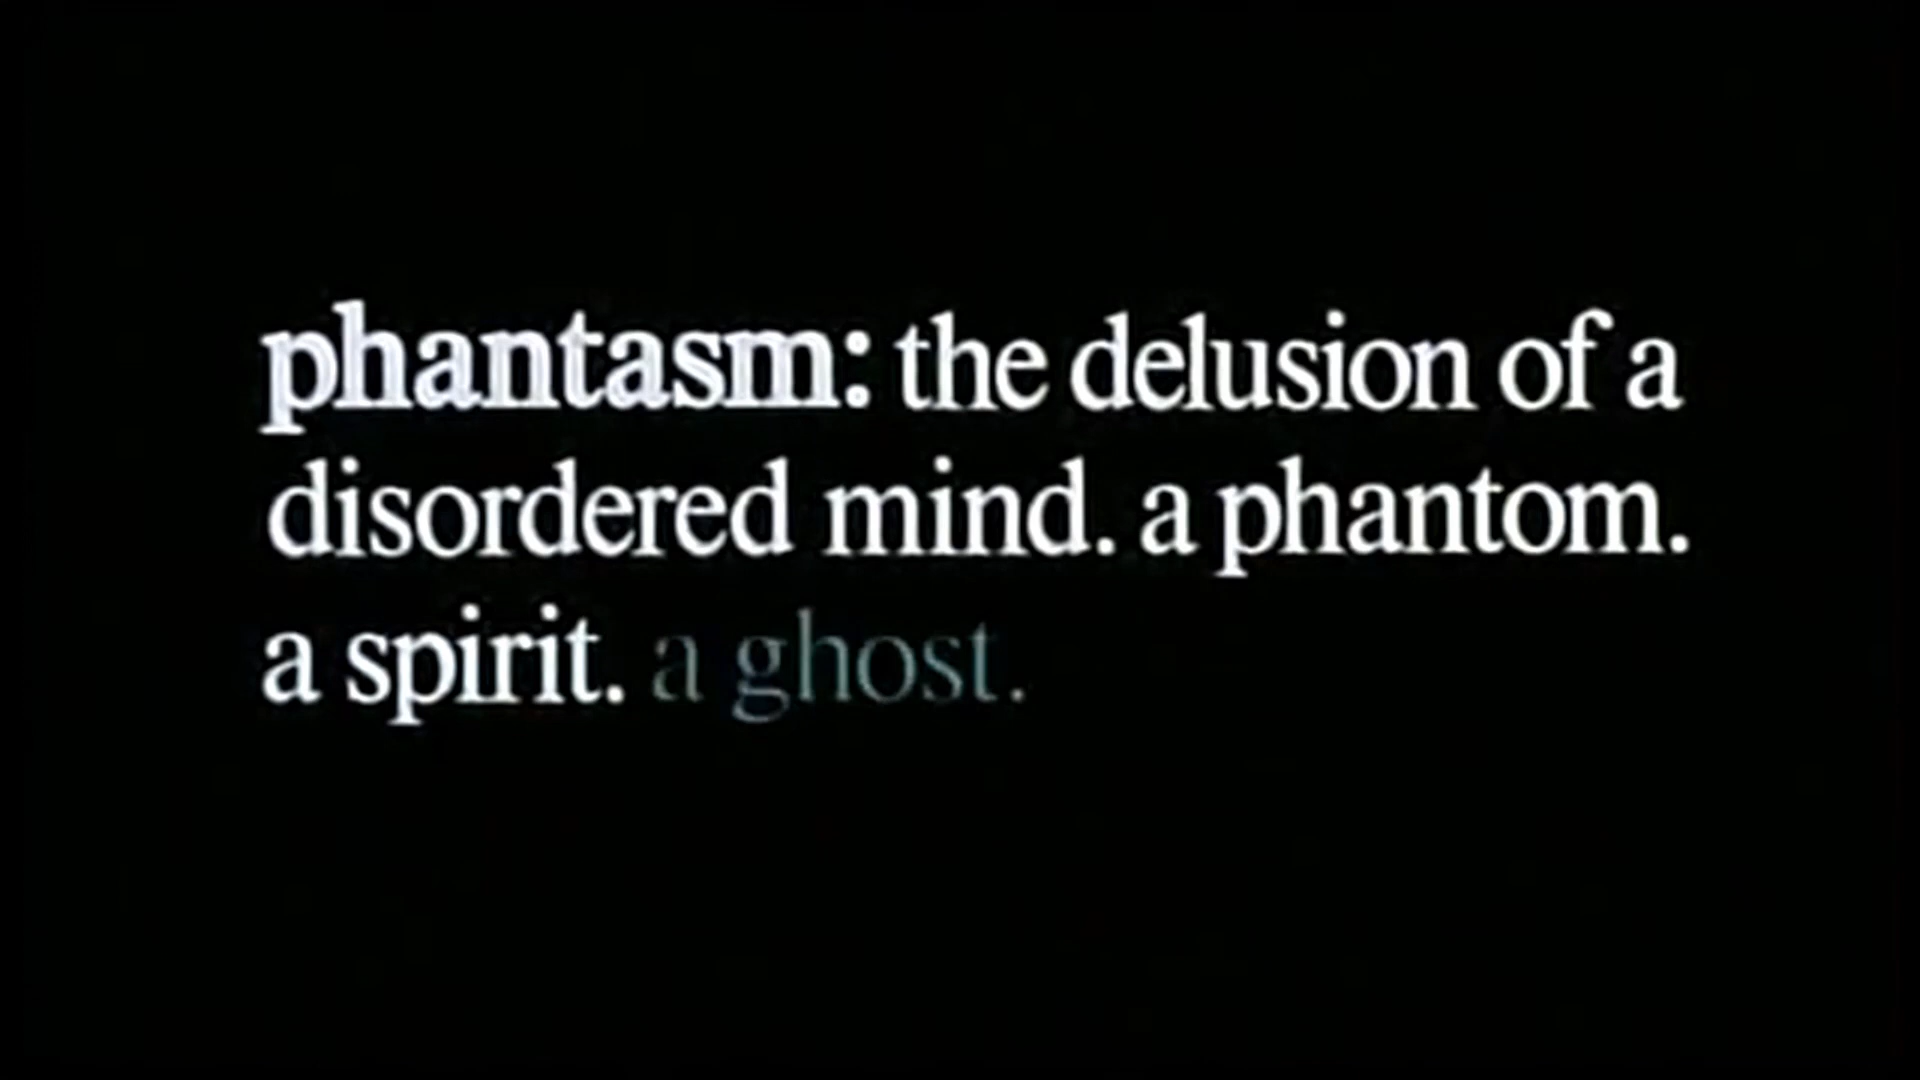 phantasm: the delusion of a
disordered mind. a phantom.
a spirit. a ghost.